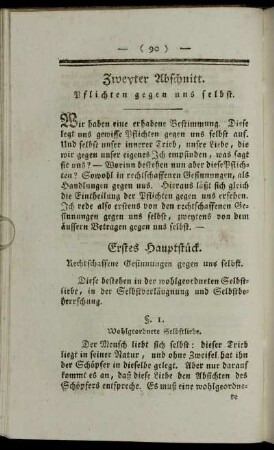 — ( 90 ) —
Zweyter Abschnitt.
Pflichten gegen uns selbst.
Wir haben eine erhabene Bestimmung. Diese
legt uns gewisse Pflichten gegen uns selbst auf.
Und selbst unser innerer Trieb, unsre Liebe, die
wir gegen unser eigenes Ich empfinden, was sagt
sie uns? — Worinn bestehen nun aber diese Pflich-
ten? Sowohl in rechtschaffenen Gesinnungen, als
Handlungen gegen uns. Hieraus läßt sich gleich
die Eintheilung der Pflichten gegen uns ersehen.
Ich rede also erstens von den rechtschaffenen Ge-
sinnungen gegen uns selbst, zweytens von dem
äussern Betragen gegen uns selbst. —
Erstes Hauptstück.
Rechtschaffene Gesinnungen gegen uns selbst.
Diese bestehen in der wohlgeordneten Selbst-
liebe, in der Selbstverläugnung und Selbstbe-
herrschung.
§. 1.
Wohlgeordnete Selbstliebe.
Der Mensch liebt sich selbst: dieser Trieb
liegt in seiner Natur, und ohne Zweifel hat ihn
der Schöpfer in dieselbe gelegt. Aber nur darauf
kommt es an, daß diese Liebe den Absichten des
Schöpfers entspreche. Es muß eine wohlgeordne-
te